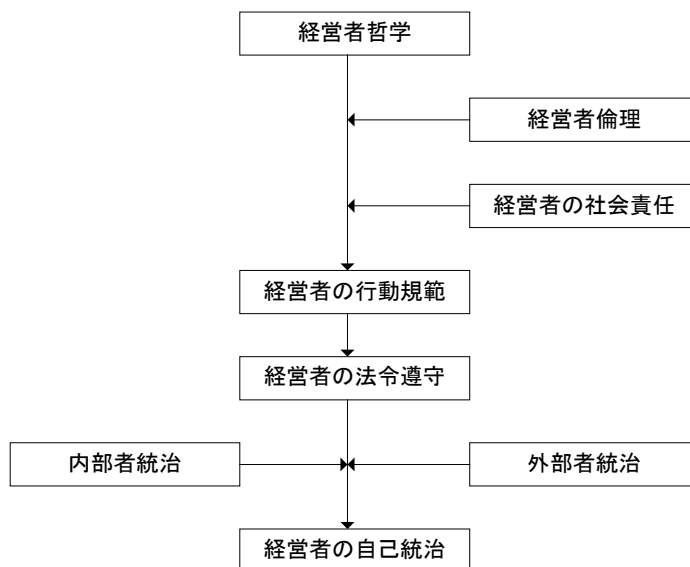 経営者哲学
経営者倫理
経営者の社会責任
経営者の行動規範
経営者の法令遵守
内部者統治
外部者統治
経営者の自己統治